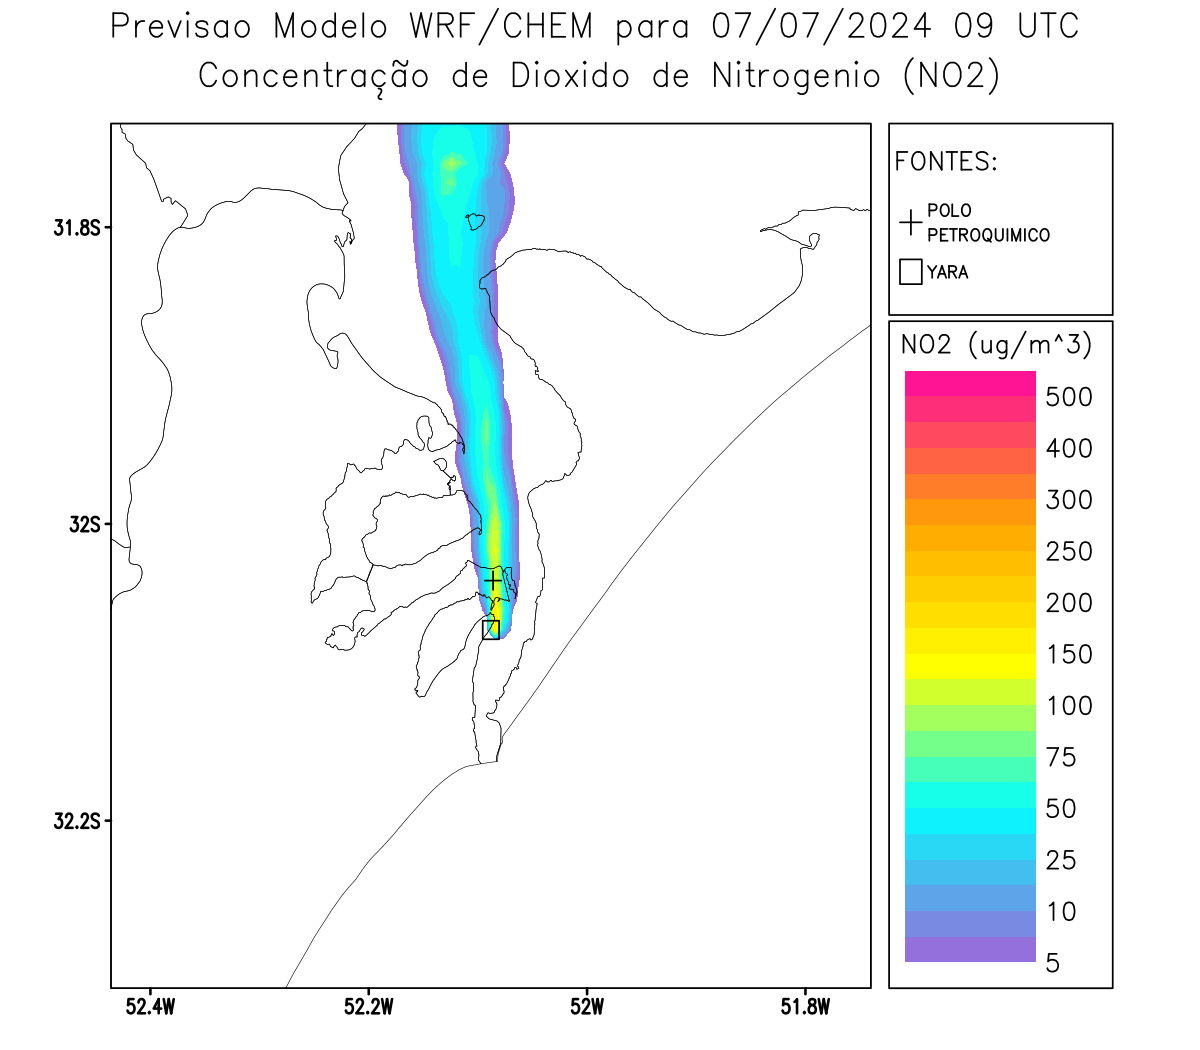 Previsao Modelo WRF/CHEM para 07/07/2024 09 UTC
Concentração de Dioxido de Nitrogenio (NO2)
FONTES:
POLO
PETROQUIMICO
YARA
NO2 (ug/m^3)
500
400
300
250
200
150
100
75
50
25
10
5
31.8S
32S
32.2S
52.4W
52.2W
52W
51.8W